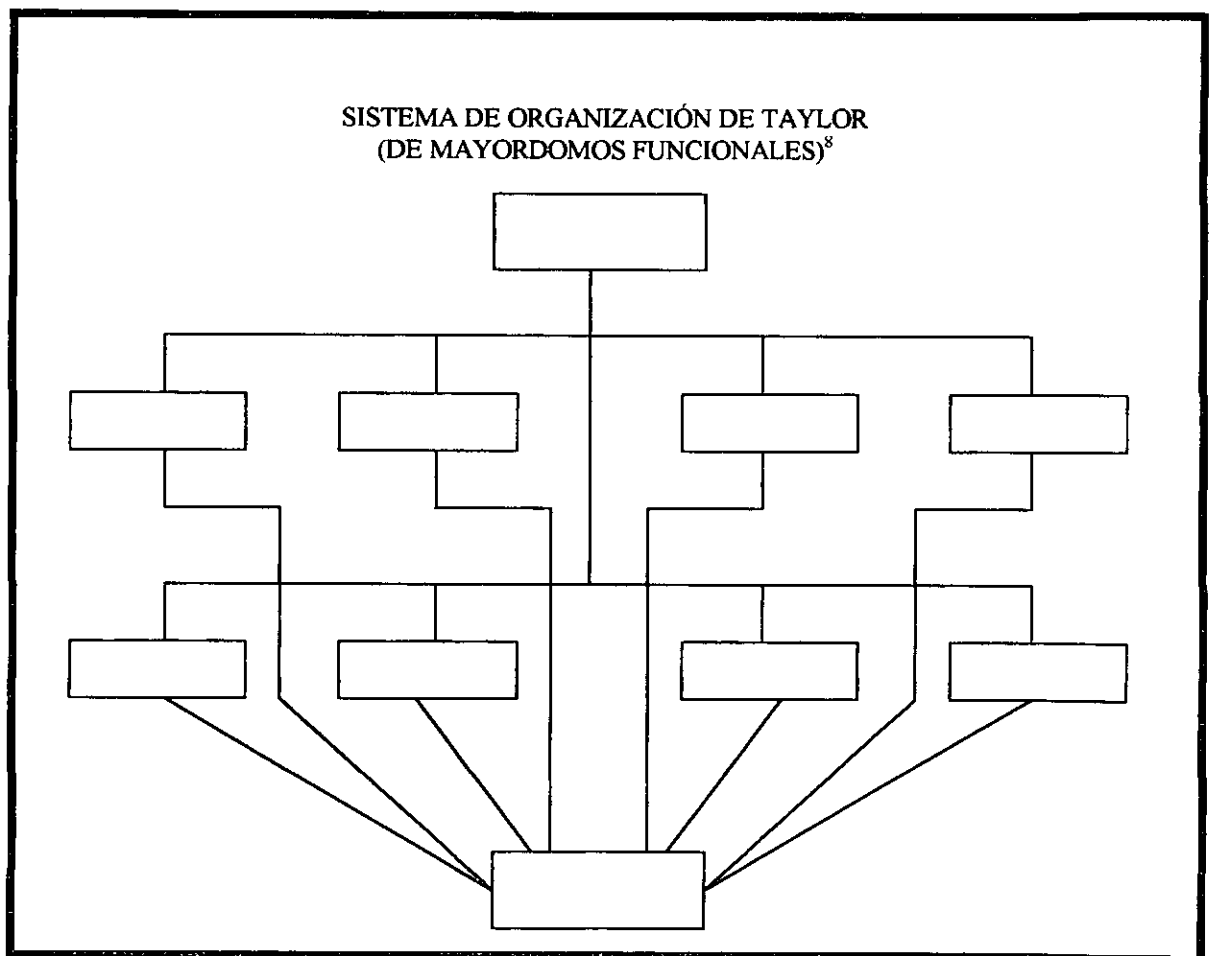 SISTEMA DE ORGANIZACIÓN DE TAYLOR
(DE MAYORDOMOS FUNCIONALES)⁸